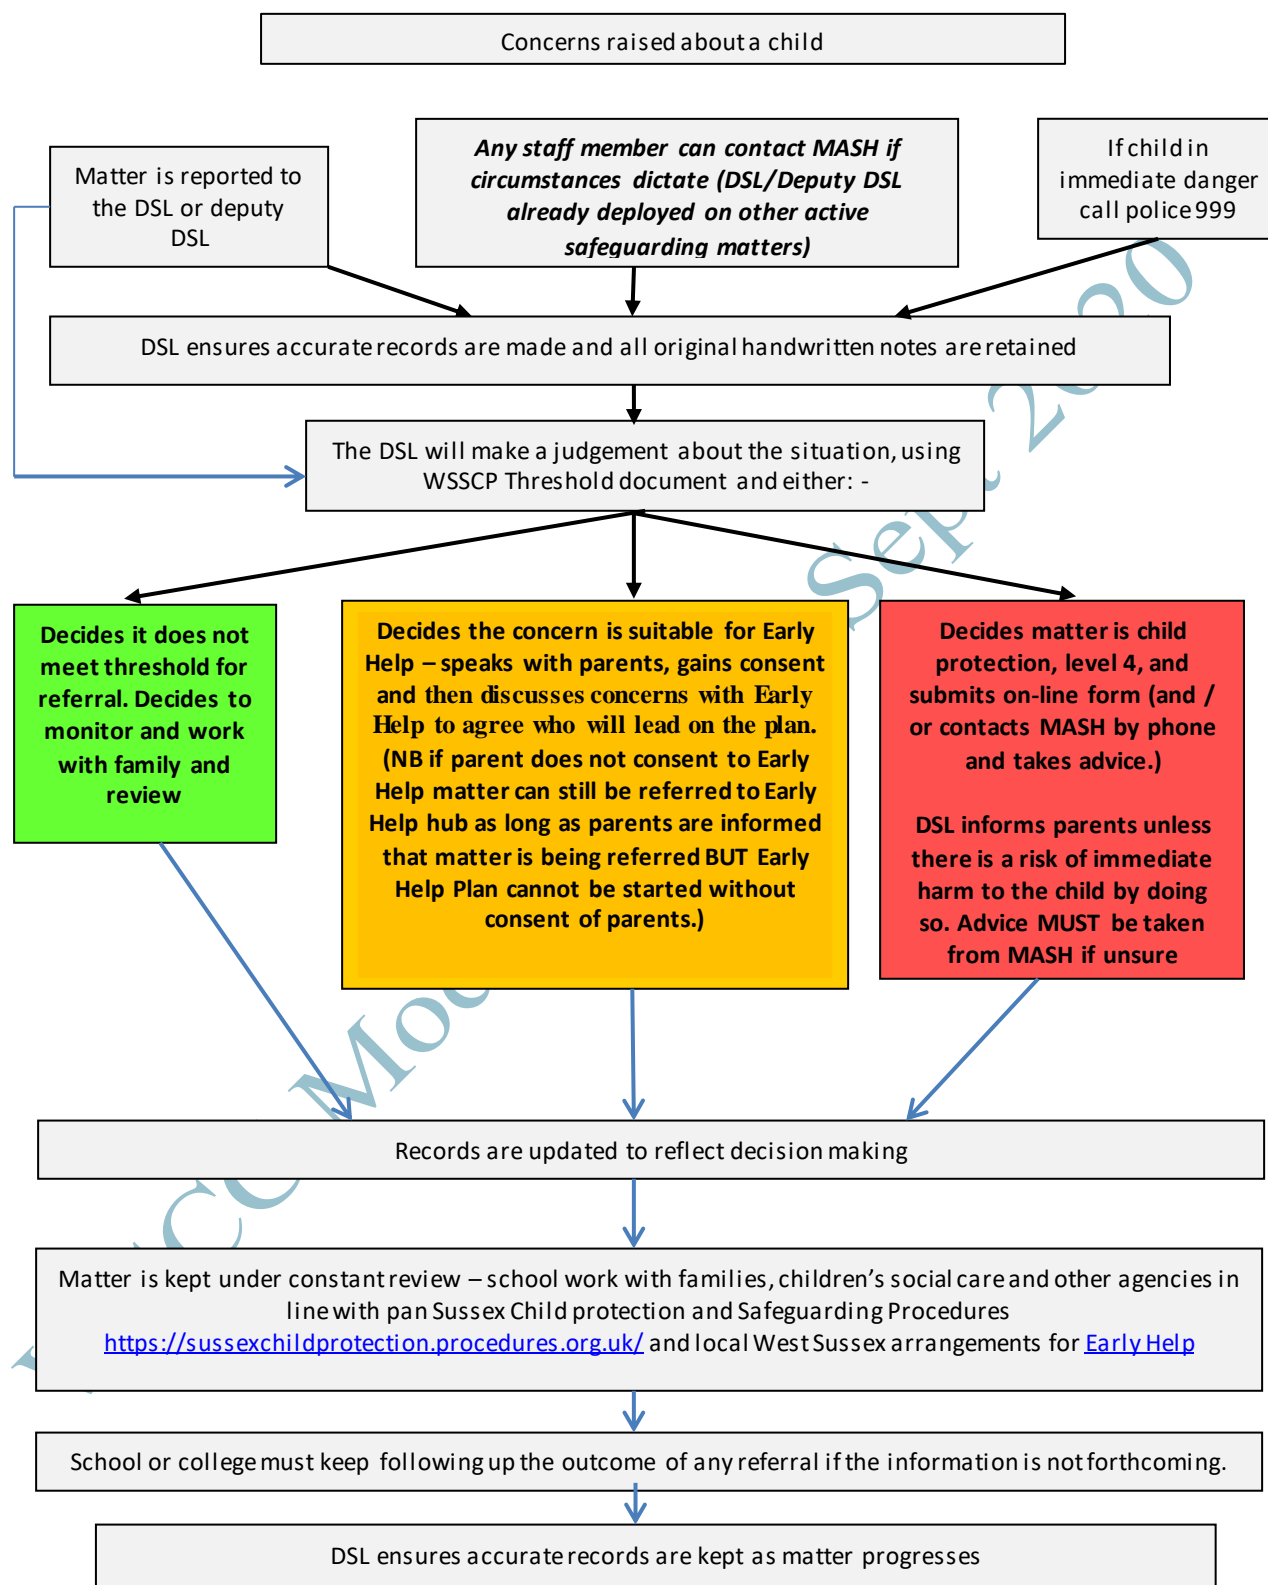 Concerns raised about a child
Matter is reported to
the DSL or deputy
DSL
Any staff member can contact MASH if
circumstances dictate (DSL/Deputy DSL
already deployed on other active
safeguarding matters)
If child in
immediate danger
call police 999
DSL ensures accurate records are made and all original handwritten notes are retained
The DSL will make a judgement about the situation, using
WSSCP Threshold document and either: -
Decides it does not
meet threshold for
referral. Decides to
monitor and work
with family and
review
Decides the concern is suitable for Early
Help – speaks with parents, gains consent
and then discusses concerns with Early
Help to agree who will lead on the plan.
(NB if parent does not consent to Early
Help matter can still be referred to Early
Help hub as long as parents are informed
that matter is being referred BUT Early
Help Plan cannot be started without
consent of parents.)
Decides matter is child
protection, level 4, and
submits on-line form (and /
or contacts MASH by phone
and takes advice.)
DSL informs parents unless
there is a risk of immediate
harm to the child by doing
so. Advice MUST be taken
from MASH if unsure
Records are updated to reflect decision making
Matter is kept under constant review – school work with families, children’s social care and other agencies in
line with pan Sussex Child protection and Safeguarding Procedures
https://sussexchildprotection.procedures.org.uk/ and local West Sussex arrangements for Early Help
School or college must keep following up the outcome of any referral if the information is not forthcoming.
DSL ensures accurate records are kept as matter progresses
Sept 2020